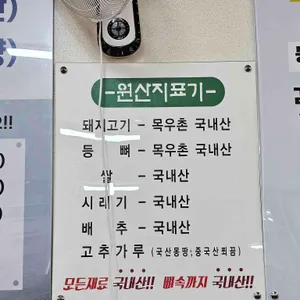 -원산지표기-
돼지고기 - 목우촌 국내산
등 뼈 - 목우촌 국내산
쌀 - 국내산
시래기 - 국내산
배 추 - 국내산
고추가루 (국산몽땅;중국산쬐끔)
모든재료 국내산!! 뼈속까지 국내산!!